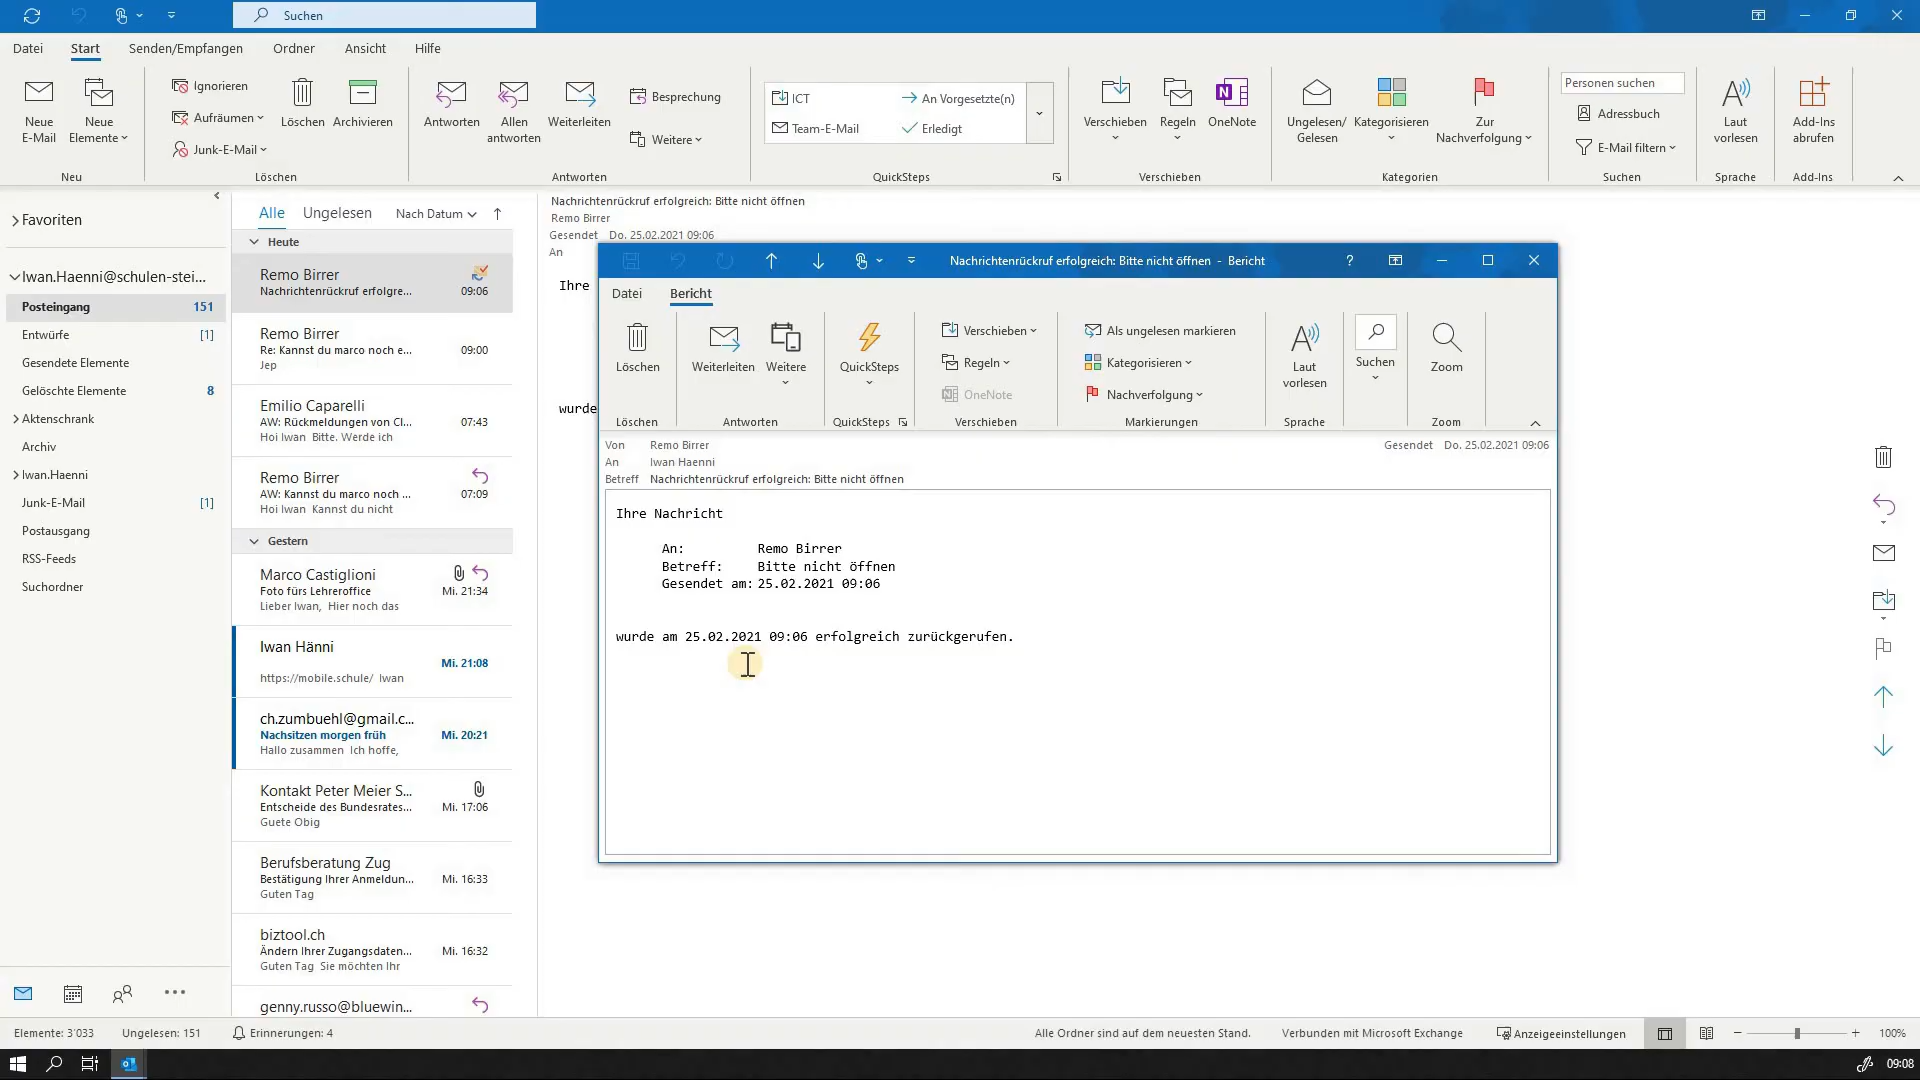 Suchen
Datei
Start
Senden/Empfangen
Ordner
Ansicht
Hilfe
Neue
E-Mail
Neue
Elemente
Neu
Ignorieren
Aufräumen
Junk-E-Mail
Löschen
Archivieren
Löschen
Antworten
Allen
antworten
Weiterleiten
Besprechung
Weitere
Antworten
ICT
An Vorgesetzte(n)
Team-E-Mail
Erledigt
QuickSteps
Verschieben
Regeln
OneNote
Verschieben
Ungelesen/
Gelesen
Kategorisieren
Zur
Nachverfolgung
Kategorien
Personen suchen
Adressbuch
E-Mail filtern
Suchen
Laut
vorlesen
Sprache
Add-Ins
abrufen
Add-Ins
Favoriten
Iwan.Haenni@schulen-stei...
Posteingang 151
Entwürfe [1]
Gesendete Elemente
Gelöschte Elemente 8
Aktenschrank
Archiv
Iwan.Haenni
Junk-E-Mail [1]
Postausgang
RSS-Feeds
Suchordner
Alle Ungelesen Nach Datum
Heute
Remo Birrer
Nachrichtenrückruf erfolgre... 09:06
Remo Birrer
Re: Kannst du marco noch e... 09:00
Jep
Emilio Caparelli
AW: Rückmeldungen von Cl... 07:43
Hoi Iwan Bitte. Werde ich
Remo Birrer
AW: Kannst du marco noch ... 07:09
Hoi Iwan Kannst du nicht
Gestern
Marco Castiglioni
Foto fürs Lehreroffice Mi. 21:34
Lieber Iwan, Hier noch das
Iwan Hänni
Mi. 21:08
https://mobile.schule/ Iwan
ch.zumbuehl@gmail.c...
Nachsitzen morgen früh Mi. 20:21
Hallo zusammen Ich hoffe,
Kontakt Peter Meier S...
Entscheide des Bundesrates... Mi. 17:06
Guete Obig
Berufsberatung Zug
Bestätigung Ihrer Anmeldun... Mi. 16:33
Guten Tag
biztool.ch
Ändern Ihrer Zugangsdaten... Mi. 16:32
Guten Tag Sie möchten Ihr
genny.russo@bluewin...
Nachrichtenrückruf erfolgreich: Bitte nicht öffnen
Remo Birrer
Gesendet Do. 25.02.2021 09:06
An
Ihre
wurde
Nachrichtenrückruf erfolgreich: Bitte nicht öffnen - Bericht
?
Datei
Bericht
Löschen
Löschen
Weiterleiten
Weitere
Antworten
QuickSteps
QuickSteps
Verschieben
Regeln
OneNote
Verschieben
Als ungelesen markieren
Kategorisieren
Nachverfolgung
Markierungen
Laut
vorlesen
Sprache
Suchen
Zoom
Zoom
Von Remo Birrer Gesendet Do. 25.02.2021 09:06
An Iwan Haenni
Betreff Nachrichtenrückruf erfolgreich: Bitte nicht öffnen
Ihre Nachricht
An: Remo Birrer
Betreff: Bitte nicht öffnen
Gesendet am: 25.02.2021 09:06
wurde am 25.02.2021 09:06 erfolgreich zurückgerufen.
Elemente: 3'033 Ungelesen: 151 Erinnerungen: 4 Alle Ordner sind auf dem neuesten Stand. Verbunden mit Microsoft Exchange Anzeigeeinstellungen 100%
09:08